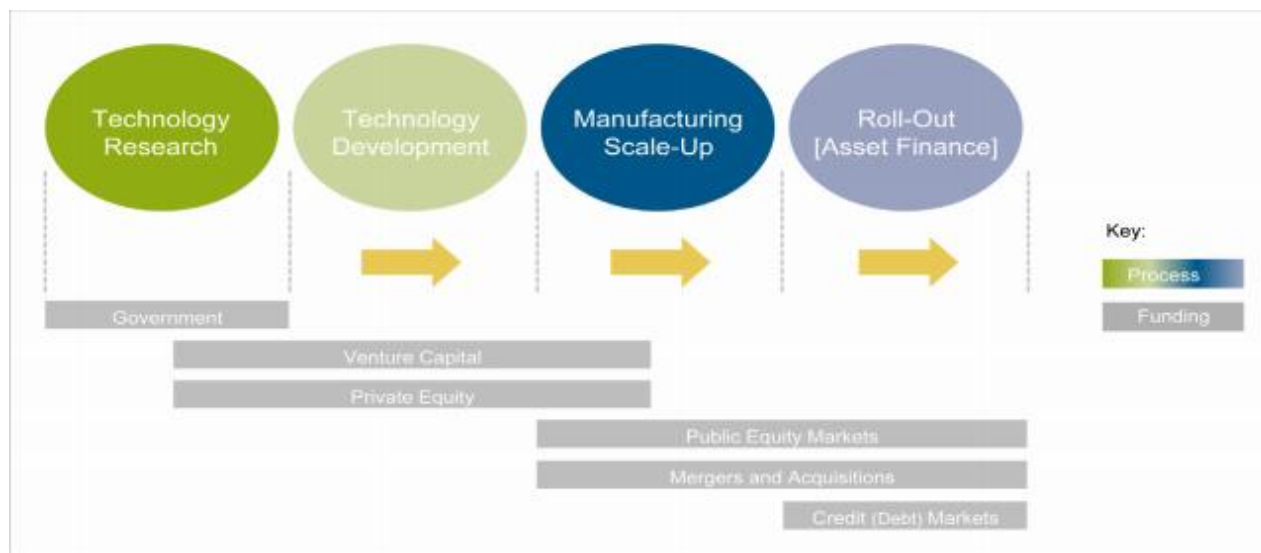 Technology
Research
Technology
Development
Manufacturing
Scale-Up
Roll-Out
[Asset Finance]
Key:
Process
Funding
Government
Venture Capital
Private Equity
Public Equity Markets
Mergers and Acquisitions
Credit (Debt) Markets